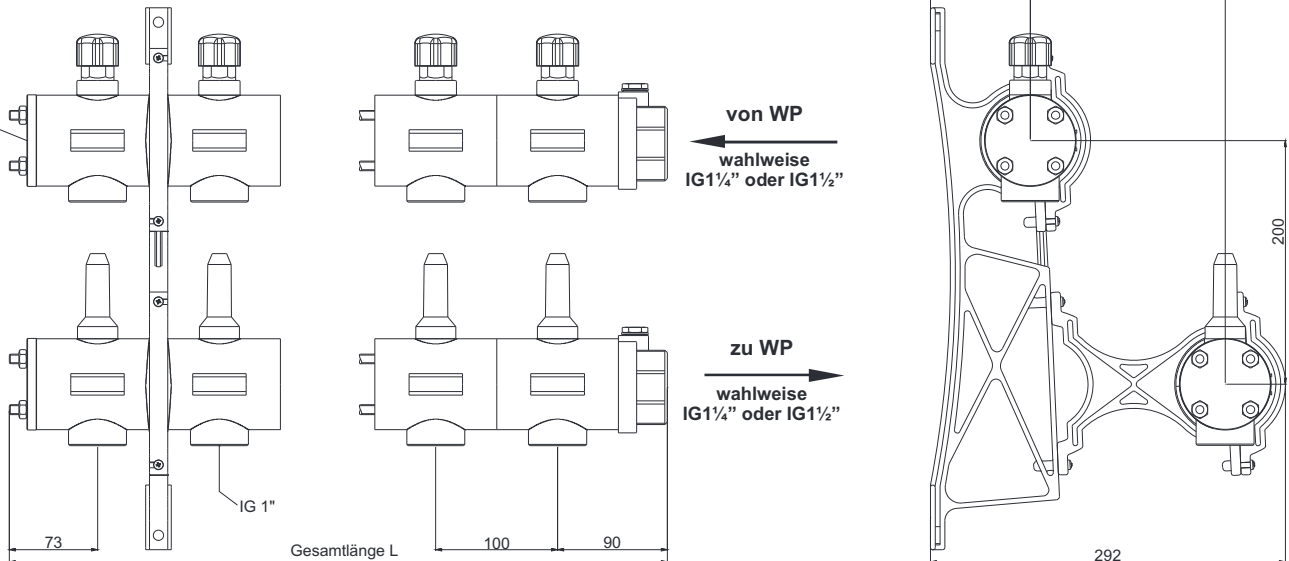 von WP
wahlweise
IG1¼” oder IG1½”
200
zu WP
wahlweise
IG1¼” oder IG1½”
IG 1"
73
Gesamtlänge L
100
90
292